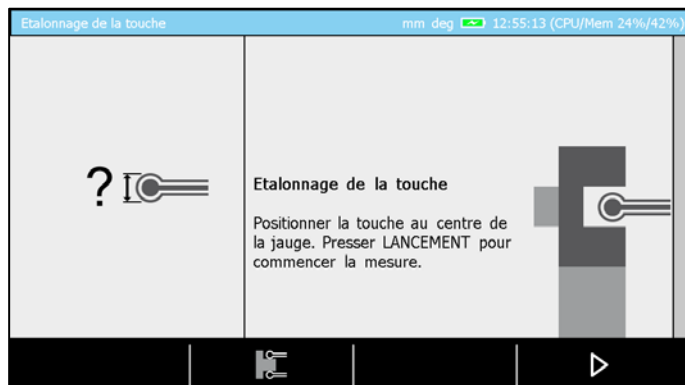 Etalonnage de la touche
mm deg 12:55:13 (CPU/Mem 24%/42%)
?
Etalonnage de la touche
Positionner la touche au centre de
la jauge. Presser LANCEMENT pour
commencer la mesure.